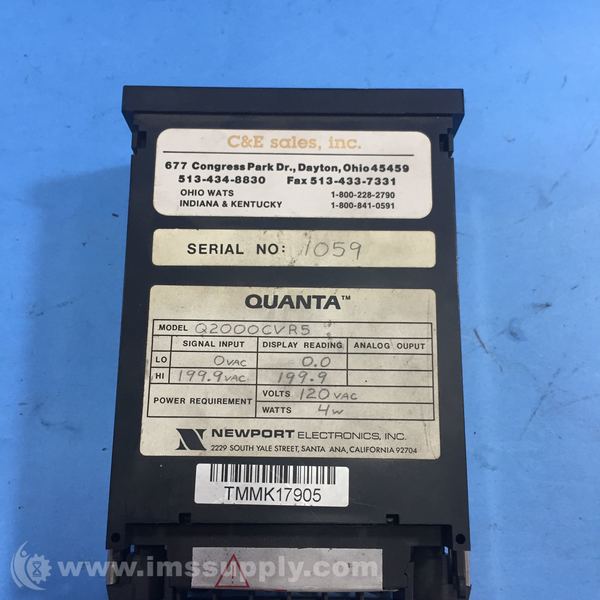 C&E sales, inc.
677 Congress Park Dr., Dayton, Ohio 45459
513-434-8830 Fax 513-433-7331
OHIO WATS 1-800-228-2790
INDIANA & KENTUCKY 1-800-841-0591
SERIAL NO: 1059
QUANTA™
MODEL Q2000CVR5
SIGNAL INPUT DISPLAY READING ANALOG OUPUT
LO 0VAC 0.0
HI 199.9VAC 199.9
POWER REQUIREMENT VOLTS 120 VAC
WATTS 4W
NEWPORT ELECTRONICS, INC.
2229 SOUTH YALE STREET, SANTA ANA, CALIFORNIA 92704
TMMK17905
© www.imssupply.com